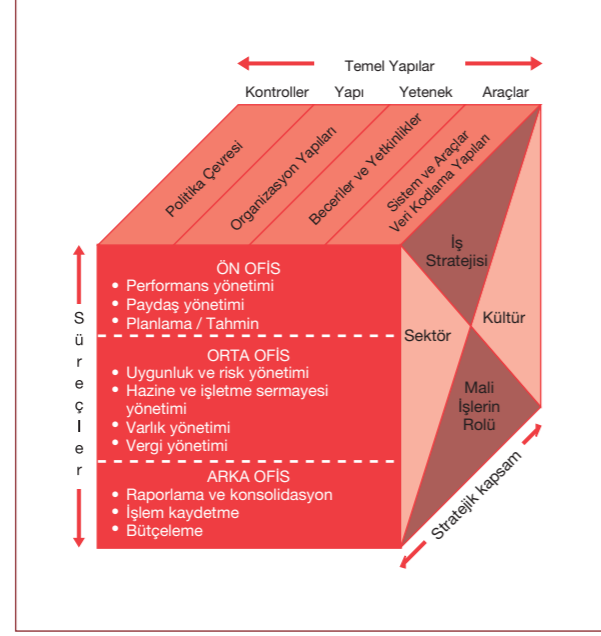 Temel Yapılar
Kontroller Yapı Yetenek Araçlar
Politika Çevresi
Organizasyon Yapıları
Beceriler ve Yetkinlikler
Sistem ve Araçlar
Veri Kodlama Yapıları
Süreçler
ÖN OFİS
• Performans yönetimi
• Paydaş yönetimi
• Planlama / Tahmin
ORTA OFİS
• Uygunluk ve risk yönetimi
• Hazine ve işletme sermayesi
yönetimi
• Varlık yönetimi
• Vergi yönetimi
ARKA OFİS
• Raporlama ve konsolidasyon
• İşlem kaydetme
• Bütçeleme
İş
Stratejisi
Sektör
Kültür
Mali
İşlerin
Rolü
Stratejik kapsam